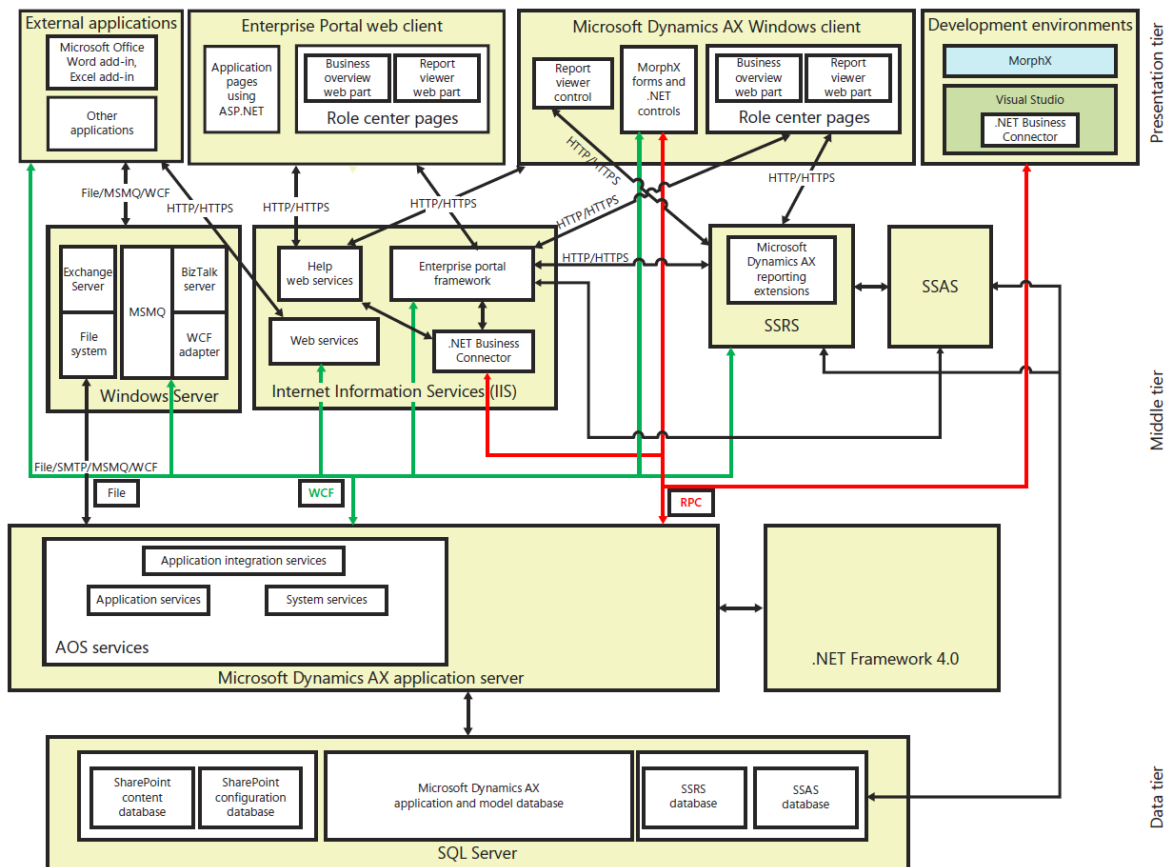 External applications
Microsoft Office
Word add-in,
Excel add-in
Other
applications
Enterprise Portal web client
Application
pages
using
ASP.NET
Business
overview
web part
Report
viewer
web part
Role center pages
Microsoft Dynamics AX Windows client
Report
viewer
control
MorphX
forms and
.NET
controls
Business
overview
web part
Report
viewer
web part
Role center pages
Development environments
MorphX
Visual Studio
.NET Business
Connector
Presentation tier
File/MSMQ/WCF
HTTP/HTTPS
HTTP/HTTPS
HTTP/HTTPS
HTTP/HTTPS
HTTP/HTTPS
HTTP/HTTPS
HTTP/HTTPS
Exchange
Server
File
system
MSMQ
BizTalk
server
WCF
adapter
Windows Server
Help
web services
Enterprise portal
framework
Web services
.NET Business
Connector
Internet Information Services (IIS)
Microsoft
Dynamics AX
reporting
extensions
SSRS
SSAS
Middle tier
File/SMTP/MSMQ/WCF
File
WCF
RPC
Application integration services
Application services
System services
AOS services
Microsoft Dynamics AX application server
.NET Framework 4.0
SharePoint
content
database
SharePoint
configuration
database
Microsoft Dynamics AX
application and model database
SSRS
database
SSAS
database
SQL Server
Data tier